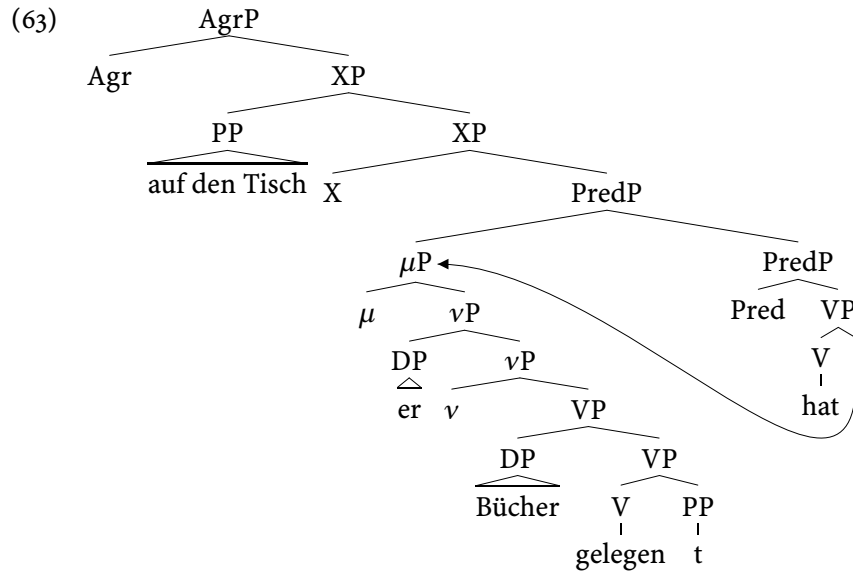 (63) AgrP
Agr XP
PP XP
auf den Tisch X PredP
μP PredP
μ νP Pred VP
DP νP V
er ν VP hat
DP VP
Bücher V PP
gelegen t